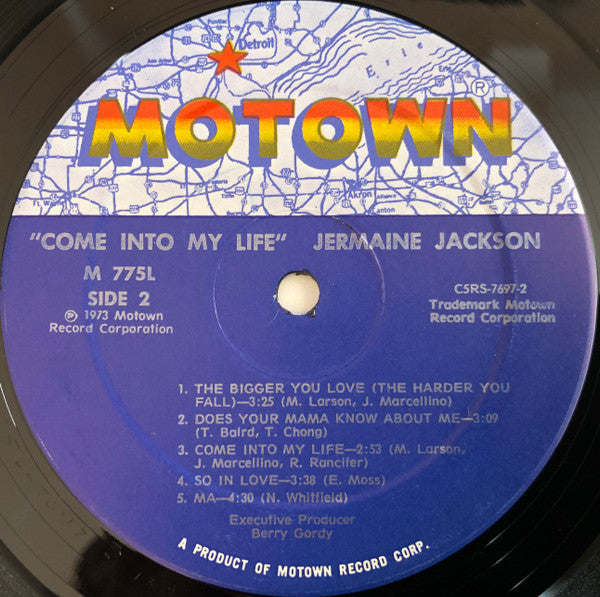 Detroit
Erie
MOTOWN®
Akron
Canton
"COME INTO MY LIFE" JERMAINE JACKSON
M 775L
SIDE 2
℗ 1973 Motown
Record Corporation
C5RS-7697-2
Trademark Motown
Record Corporation
1. THE BIGGER YOU LOVE (THE HARDER YOU
FALL)—3:25 (M. Larson, J. Marcellino)
2. DOES YOUR MAMA KNOW ABOUT ME—3:09
(T. Baird, T. Chong)
3. COME INTO MY LIFE—2:53 (M. Larson,
J. Marcellino, R. Rancifer)
4. SO IN LOVE—3:38 (E. Moss)
5. MA—4:30 (N. Whitfield)
Executive Producer
Berry Gordy
A PRODUCT OF MOTOWN RECORD CORP.